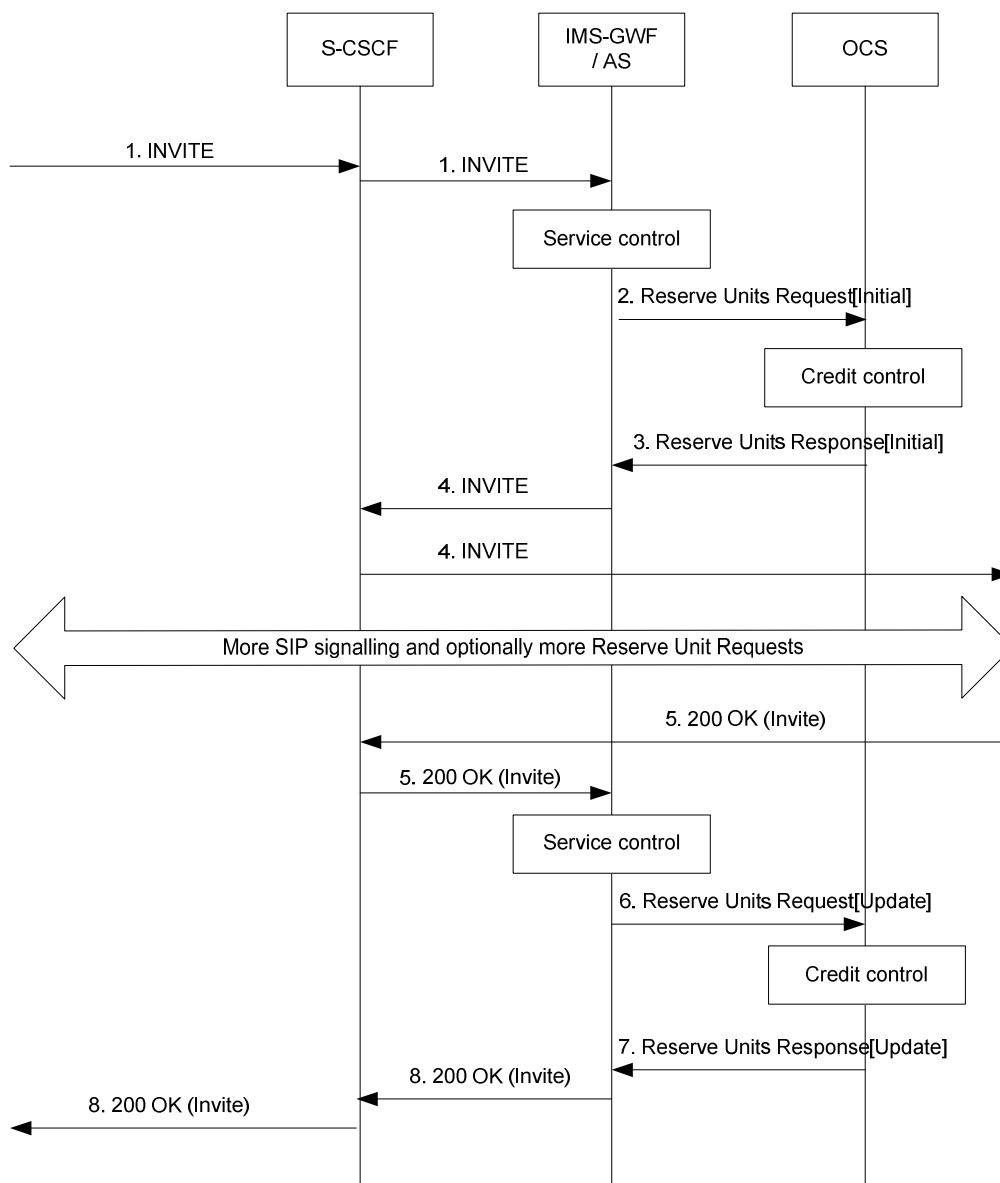 S-CSCF
IMS-GWF
/ AS
OCS
1. INVITE
1. INVITE
Service control
2. Reserve Units Request[Initial]
Credit control
3. Reserve Units Response[Initial]
4. INVITE
4. INVITE
More SIP signalling and optionally more Reserve Unit Requests
5. 200 OK (Invite)
5. 200 OK (Invite)
Service control
6. Reserve Units Request[Update]
Credit control
7. Reserve Units Response[Update]
8. 200 OK (Invite)
8. 200 OK (Invite)